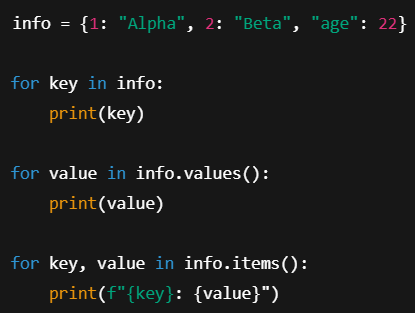 info = {1: "Alpha", 2: "Beta", "age": 22}
for key in info:
    print(key)
for value in info.values():
    print(value)
for key, value in info.items():
    print(f"{key}: {value}")